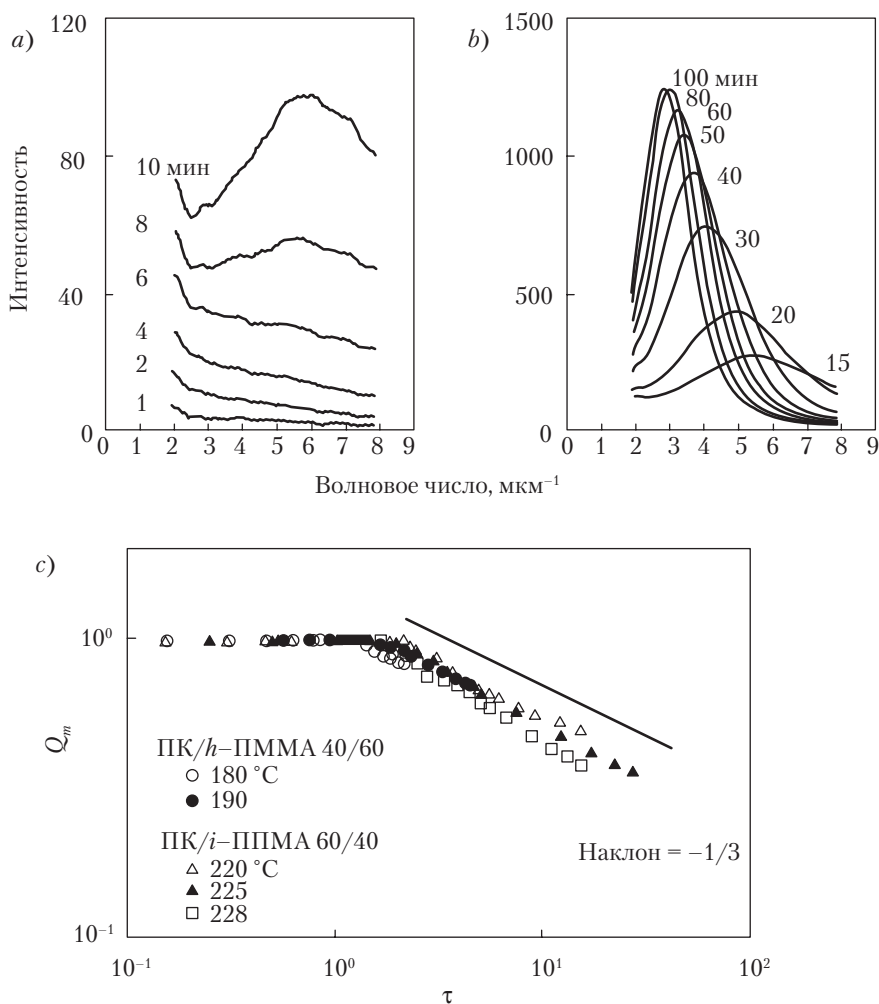 a)
Интенсивность
120
80
40
0
10 мин
8
6
4
2
1
0 1 2 3 4 5 6 7 8 9
b)
1500
1000
500
0
100 мин
80
60
50
40
30
20
15
0 1 2 3 4 5 6 7 8 9
Волновое число, мкм⁻¹
c)
Qm
10⁰
10⁻¹
ПК/h–ПММА 40/60
180 °C
190
ПК/i–ППМА 60/40
220 °C
225
228
Наклон = –1/3
10⁻¹ 10⁰ 10¹ 10²
τ